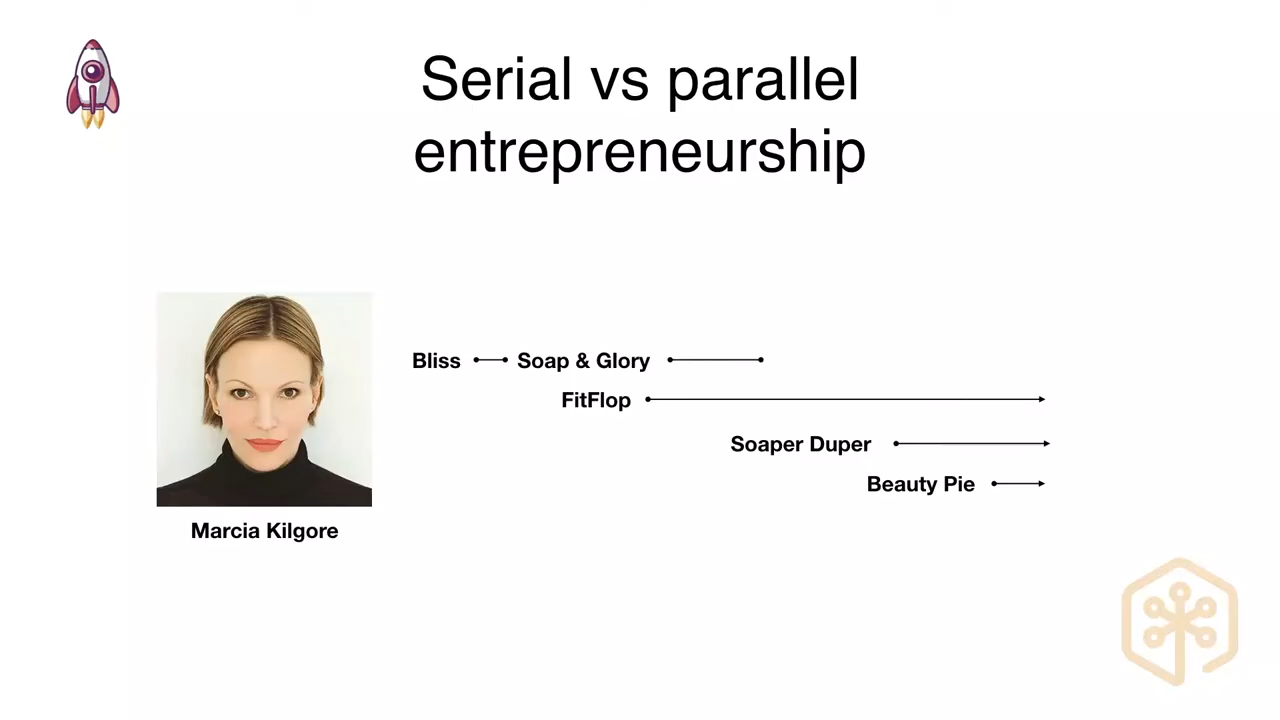 Serial vs parallel
entrepreneurship
Bliss Soap & Glory
FitFlop
Soaper Duper
Beauty Pie
Marcia Kilgore